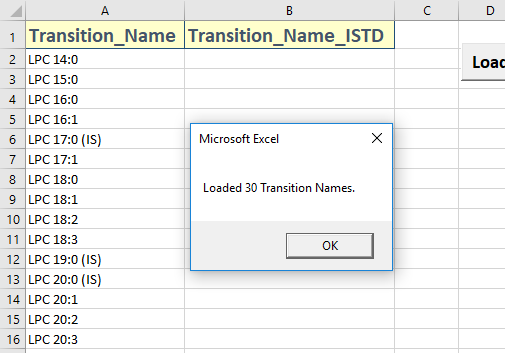 A B C D
1 Transition_Name Transition_Name_ISTD
2 LPC 14:0
3 LPC 15:0
4 LPC 16:0
5 LPC 16:1
6 LPC 17:0 (IS)
7 LPC 17:1
8 LPC 18:0
9 LPC 18:1
10 LPC 18:2
11 LPC 18:3
12 LPC 19:0 (IS)
13 LPC 20:0 (IS)
14 LPC 20:1
15 LPC 20:2
16 LPC 20:3
Load
Microsoft Excel
Loaded 30 Transition Names.
OK